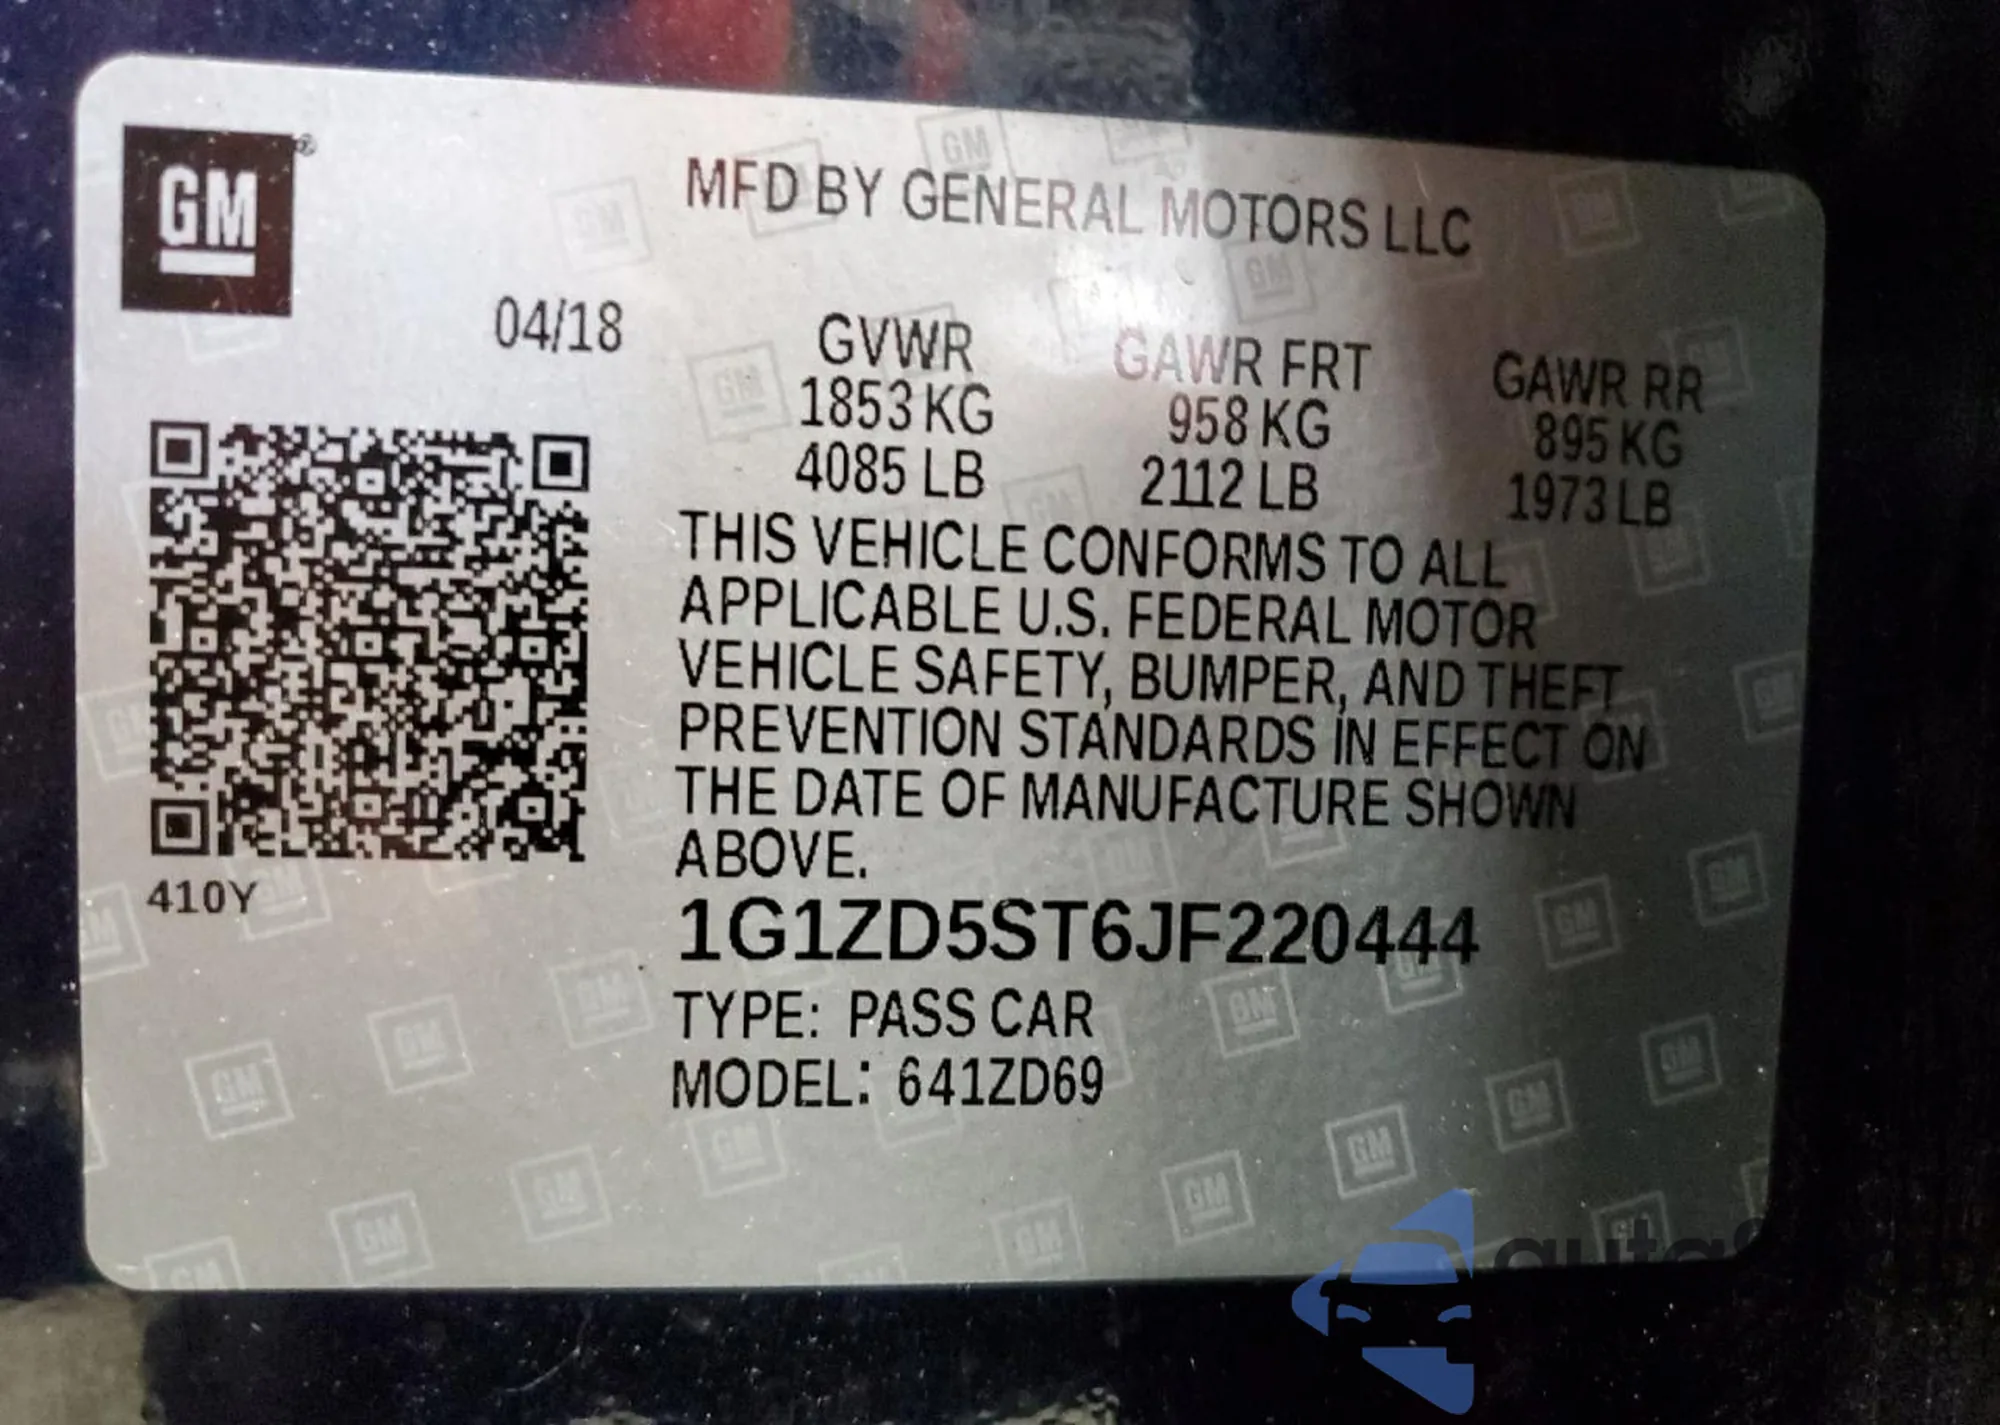 GM
MFD BY GENERAL MOTORS LLC
04/18
GVWR GAWR FRT GAWR RR
1853 KG 958 KG 895 KG
4085 LB 2112 LB 1973 LB
THIS VEHICLE CONFORMS TO ALL
APPLICABLE U.S. FEDERAL MOTOR
VEHICLE SAFETY, BUMPER, AND THEFT
PREVENTION STANDARDS IN EFFECT ON
THE DATE OF MANUFACTURE SHOWN
ABOVE.
410Y
1G1ZD5ST6JF220444
TYPE: PASS CAR
MODEL: 641ZD69